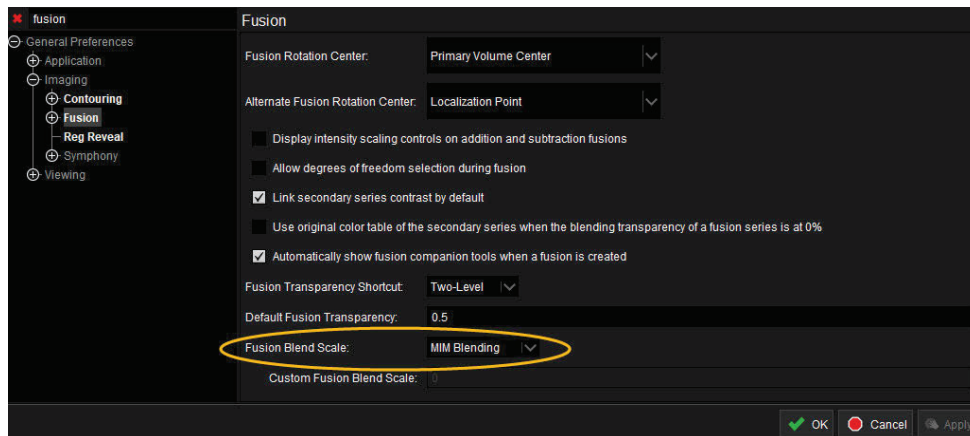 fusion
General Preferences
Application
Imaging
Contouring
Fusion
Reg Reveal
Symphony
Viewing
Fusion
Fusion Rotation Center: Primary Volume Center
Alternate Fusion Rotation Center: Localization Point
Display intensity scaling controls on addition and subtraction fusions
Allow degrees of freedom selection during fusion
Link secondary series contrast by default
Use original color table of the secondary series when the blending transparency of a fusion series is at 0%
Automatically show fusion companion tools when a fusion is created
Fusion Transparency Shortcut: Two-Level
Default Fusion Transparency: 0.5
Fusion Blend Scale: MIM Blending
Custom Fusion Blend Scale: 0
OK Cancel Apply